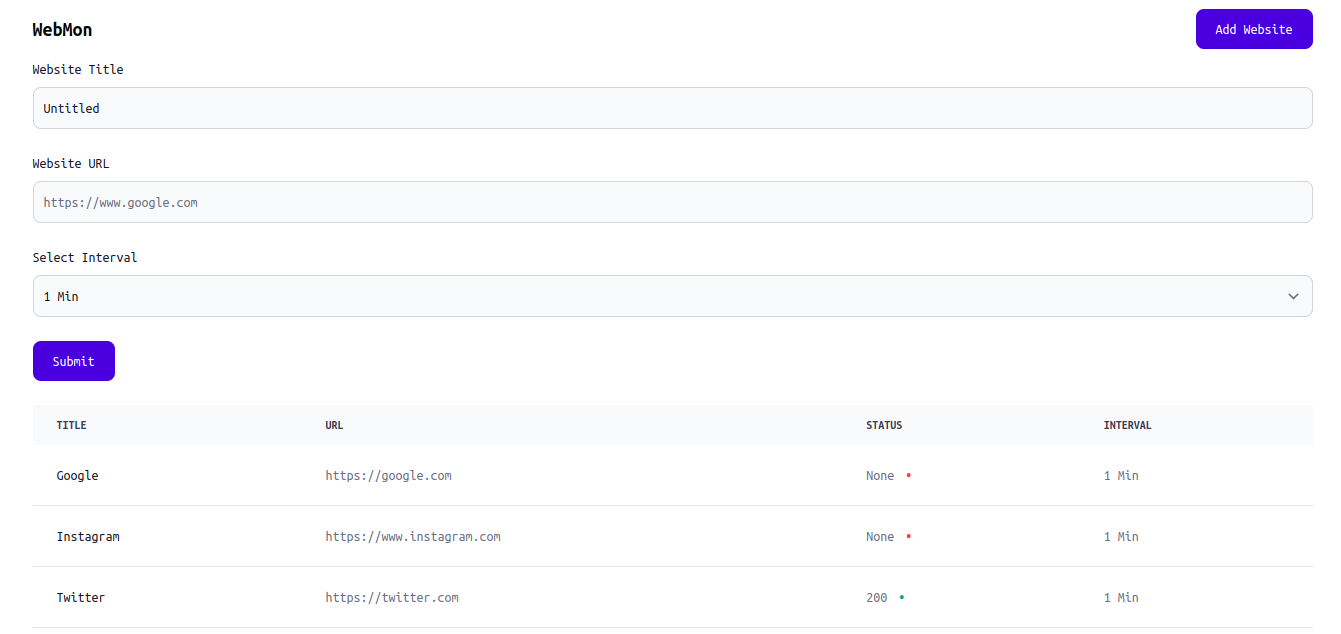 WebMon Add Website
Website Title
Untitled
Website URL
https://www.google.com
Select Interval
1 Min
Submit
TITLE URL STATUS INTERVAL
Google https://google.com None 1 Min
Instagram https://www.instagram.com None 1 Min
Twitter https://twitter.com 200 1 Min